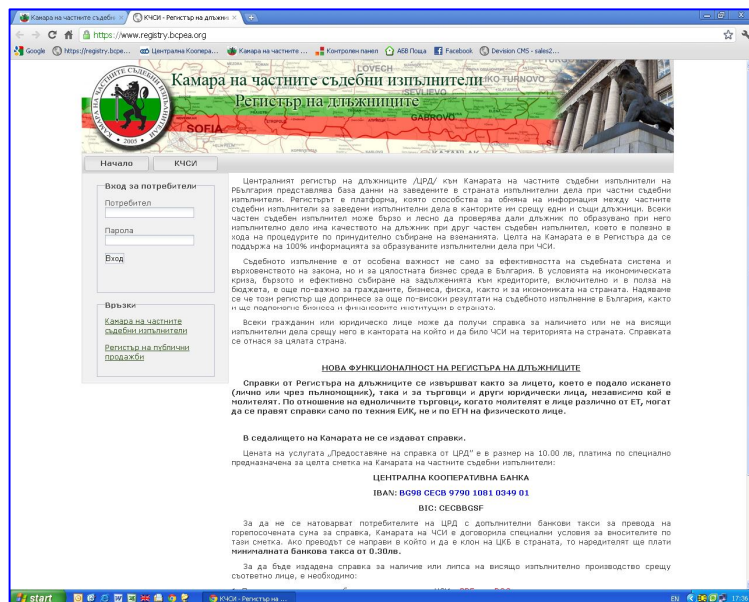 Камара на частните съдебн
КЧСИ - Регистър на длъжни
https://www.registry.bcpea.org
Google
https://registry.bcpe...
Централна Коопера...
Камара на частните ...
Контролен панел
АБВ Поща
Facebook
Devision CMS - sales2...
КАМАРА НА ЧАСТНИТЕ СЪДЕБНИ ИЗПЪЛНИТЕЛИ
2005
Камара на частните съдебни изпълнители
Регистър на длъжниците
LOVECH
SEVLIEVO
GABROVO
SOFIA
Начало
КЧСИ
Вход за потребители
Потребител
Парола
Вход
Връзки
Камара на частните
съдебни изпълнители
Регистър на публични
продажби
Централният регистър на длъжниците /ЦРД/ към Камарата на частните съдебни изпълнители на
РБългария представлява база данни на заведените в страната изпълнителни дела при частни съдебни
изпълнители. Регистърът е платформа, която способства за обмяна на информация между частните
съдебни изпълнители за заведени изпълнителни дела в канторите им срещу едни и същи длъжници. Всеки
частен съдебен изпълнител може бързо и лесно да проверява дали длъжник по образувано при него
изпълнително дело има качеството на длъжник при друг частен съдебен изпълнител, което е полезно в
хода на процедурите по принудително събиране на вземанията. Целта на Камарата е в Регистъра да се
поддържа на 100% информацията за образуваните изпълнителни дела при ЧСИ.
Съдебното изпълнение е от особена важност не само за ефективността на съдебната система и
върховенството на закона, но и за цялостната бизнес среда в България. В условията на икономическата
криза, бързото и ефективно събиране на задълженията към кредиторите, включително и в полза на
бюджета, е още по-важно за гражданите, бизнеса, фиска, както и за икономиката на страната. Надяваме
се че този регистър ще допринесе за още по-високи резултати на съдебното изпълнение в България, както
и ще подпомогне бизнеса и финансовите институции в страната.
Всеки гражданин или юридическо лице може да получи справка за наличието или не на висящи
изпълнителни дела срещу него в кантората на който и да било ЧСИ на територията на страната. Справката
се отнася за цялата страна.
НОВА ФУНКЦИОНАЛНОСТ НА РЕГИСТЪРА НА ДЛЪЖНИЦИТЕ
Справки от Регистъра на длъжниците се извършват както за лицето, което е подало искането
(лично или чрез пълномощник), така и за търговци и други юридически лица, независимо кой е
молителят. По отношение на едноличните търговци, когато молителят е лице различно от ЕТ, могат
да се правят справки само по техния ЕИК, не и по ЕГН на физическото лице.
В седалището на Камарата не се издават справки.
Цената на услугата „Предоставяне на справка от ЦРД" е в размер на 10.00 лв, платима по специално
предназначена за целта сметка на Камарата на частните съдебни изпълнители:
ЦЕНТРАЛНА КООПЕРАТИВНА БАНКА
IBAN: BG98 CECB 9790 1081 0349 01
BIC: CECBBGSF
За да не се натоварват потребителите на ЦРД с допълнителни банкови такси за превода на
горепосочената сума за справка, Камарата на ЧСИ е договорила специални условия за вносителите по
тази сметка. Ако преводът се направи в който и да е клон на ЦКБ в страната, то наредителят ще плати
минималната банкова такса от 0.30лв.
За да бъде издадена справка за наличие или липса на висящо изпълнително производство срещу
съответно лице, е необходимо:
start
КЧСИ - Регистър на ...
EN
17:36